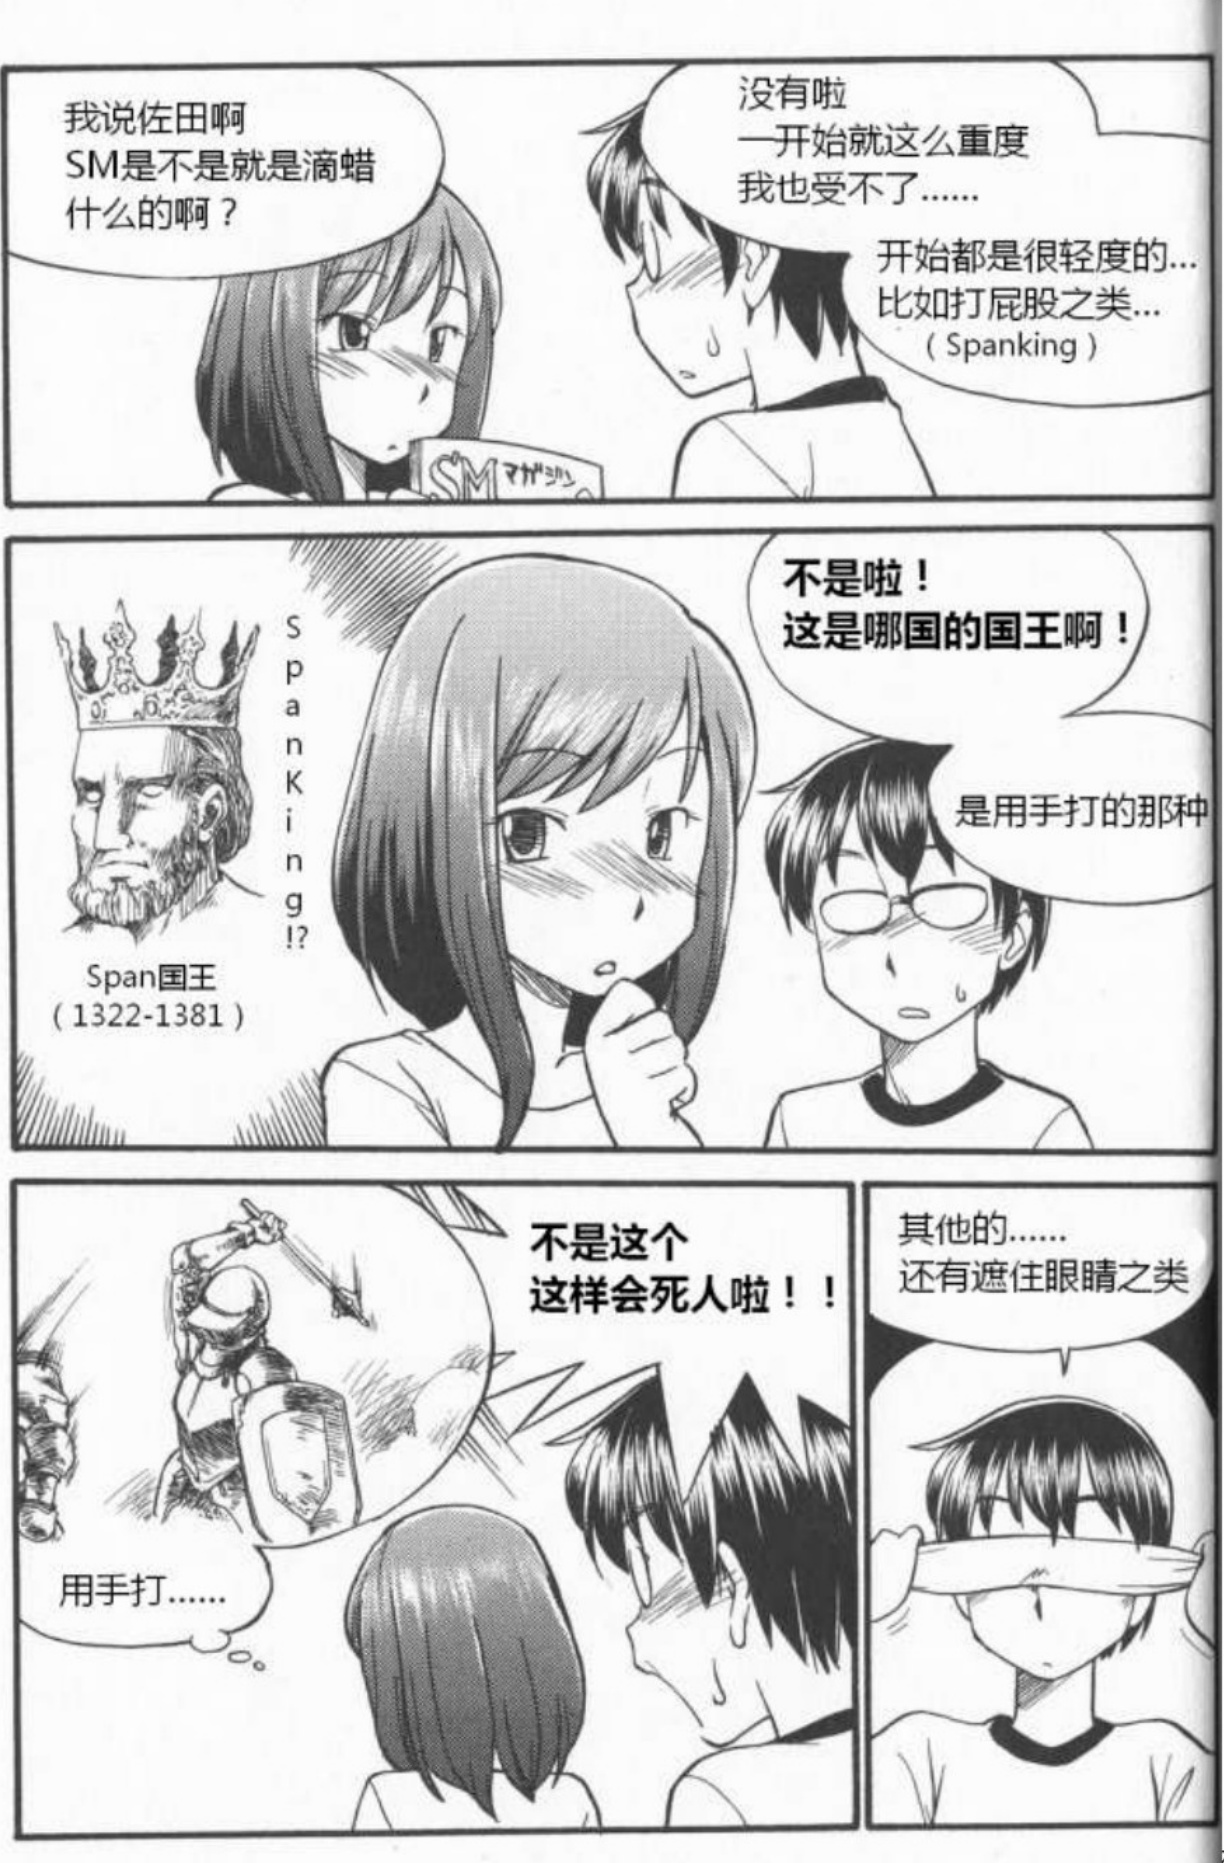 我说佐田啊
SM是不是就是滴蜡
什么的啊？
没有啦
一开始就这么重度
我也受不了……
开始都是很轻度的…
比如打屁股之类…
（Spanking）
SM マガジン
SpanKing!?
Span国王
（1322-1381）
不是啦！
这是哪国的国王啊！
是用手打的那种
用手打……
不是这个
这样会死人啦！！
其他的……
还有遮住眼睛之类